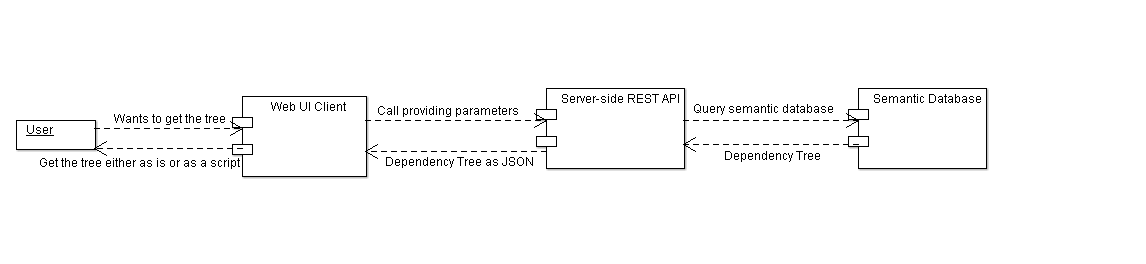 User
Wants to get the tree
Get the tree either as is or as a script
Web UI Client
Call providing parameters
Dependency Tree as JSON
Server-side REST API
Query semantic database
Dependency Tree
Semantic Database